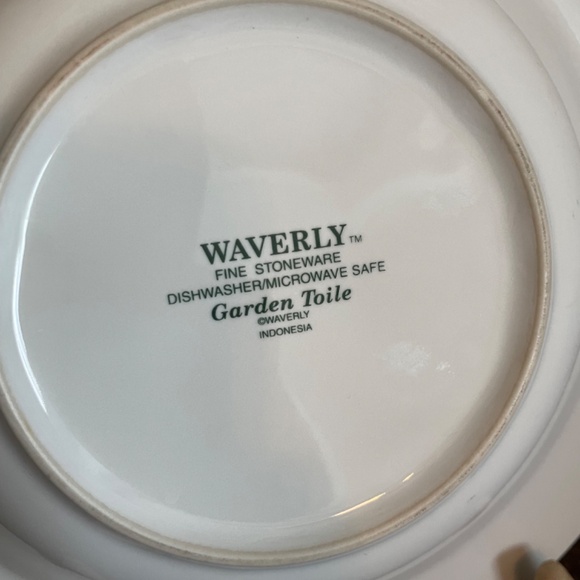 WAVERLY™
FINE STONEWARE
DISHWASHER/MICROWAVE SAFE
Garden Toile
©WAVERLY
INDONESIA